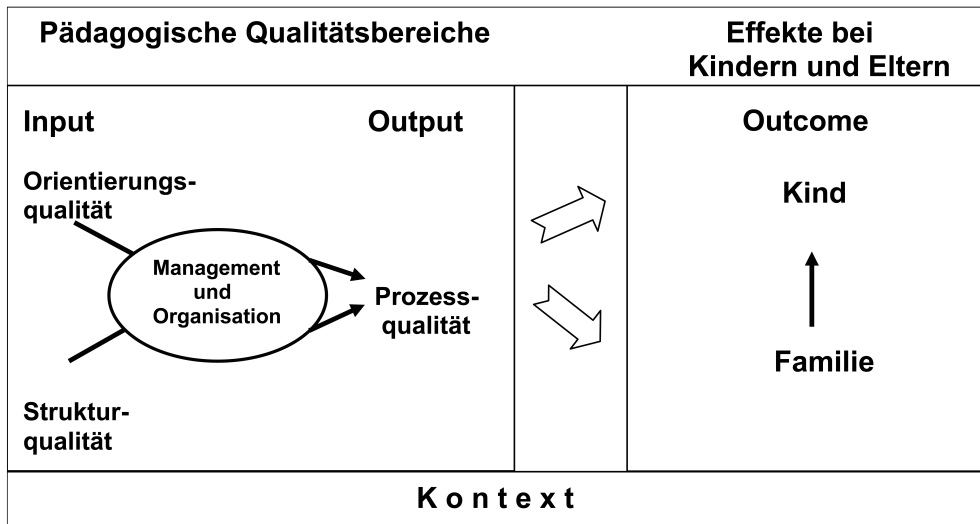 Pädagogische Qualitätsbereiche
Effekte bei
Kindern und Eltern
Input
Output
Orientierungs-
qualität
Management
und
Organisation
Prozess-
qualität
Struktur-
qualität
Outcome
Kind
Familie
K o n t e x t